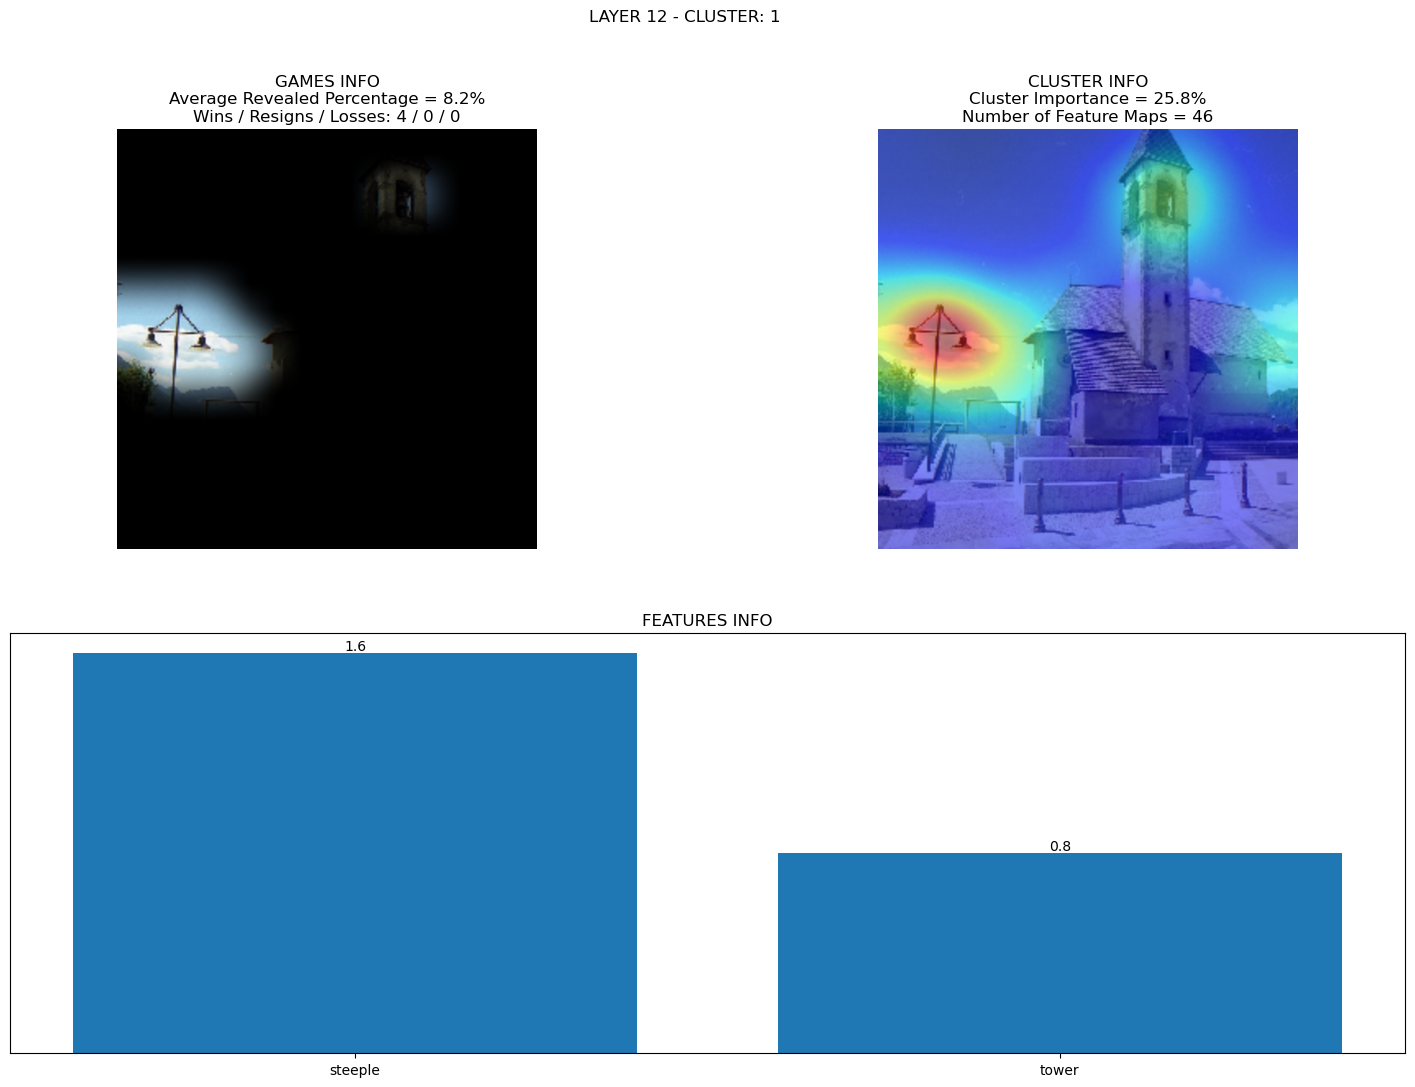 LAYER 12 - CLUSTER: 1
GAMES INFO
Average Revealed Percentage = 8.2%
Wins / Resigns / Losses: 4 / 0 / 0
CLUSTER INFO
Cluster Importance = 25.8%
Number of Feature Maps = 46
FEATURES INFO
1.6
0.8
steeple
tower